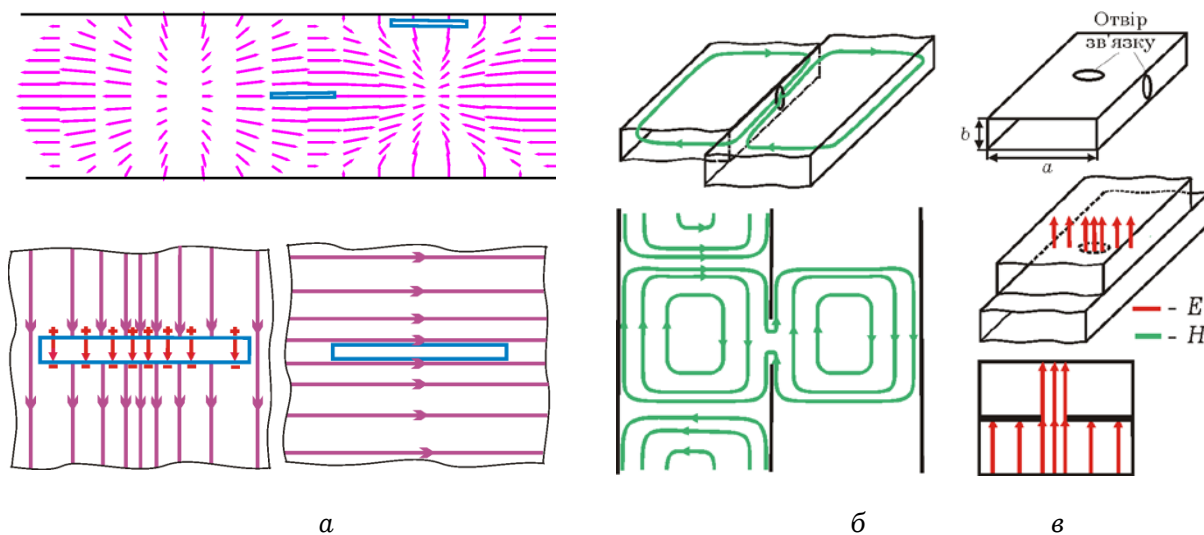 Отвір
зв'язку
b
a
- E
- H
+ + + + + + + +
- - - - - - - -
а
б
в